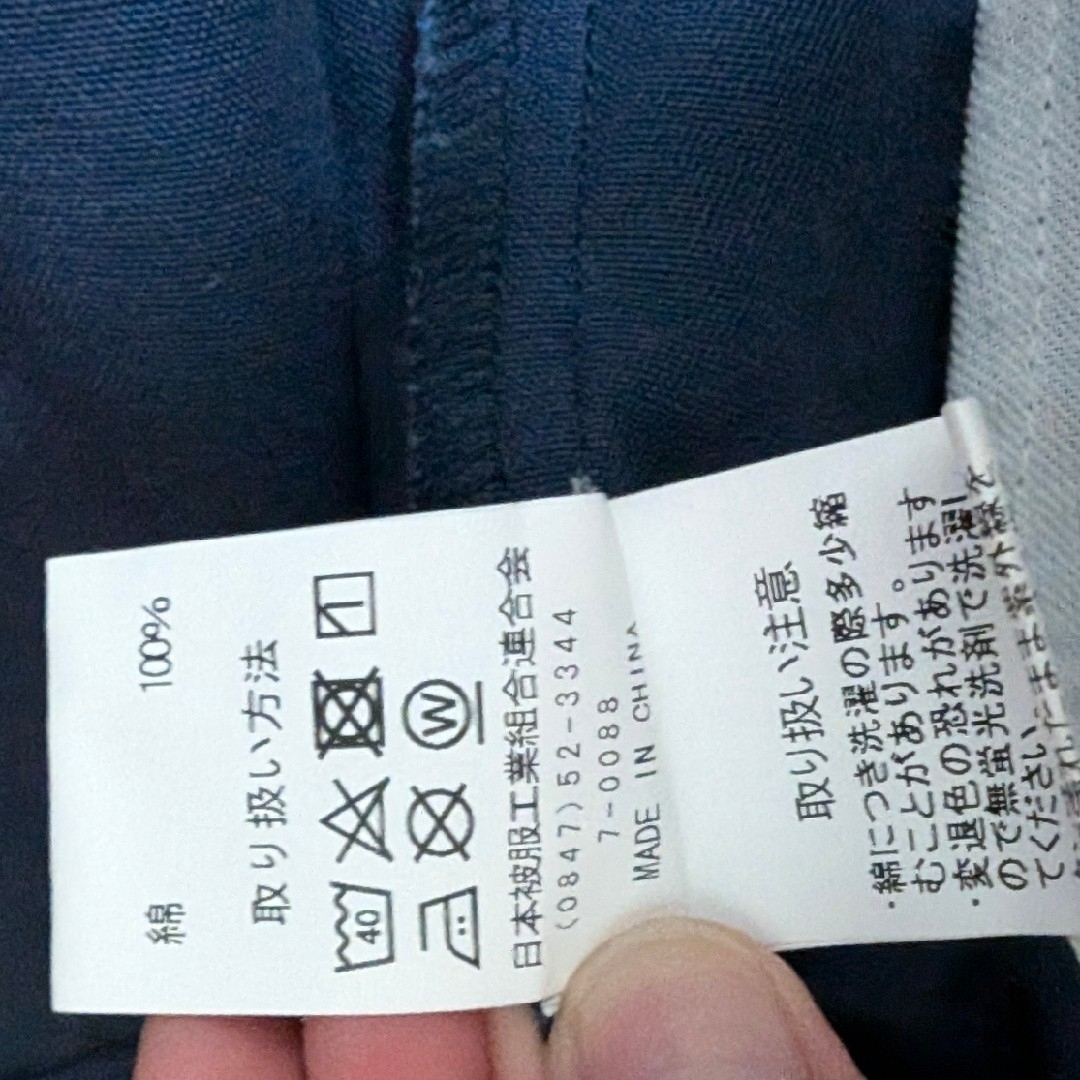 綿 100%
取り扱い方法
40
W
日本被服工業組合連合会
(0847)52-3344
7-0088
MADE IN CHINA
取り扱い注意
・綿につき洗濯の際多少縮
むことがあります。
・変退色の恐れがあります
ので無蛍光洗剤で洗濯し
てください